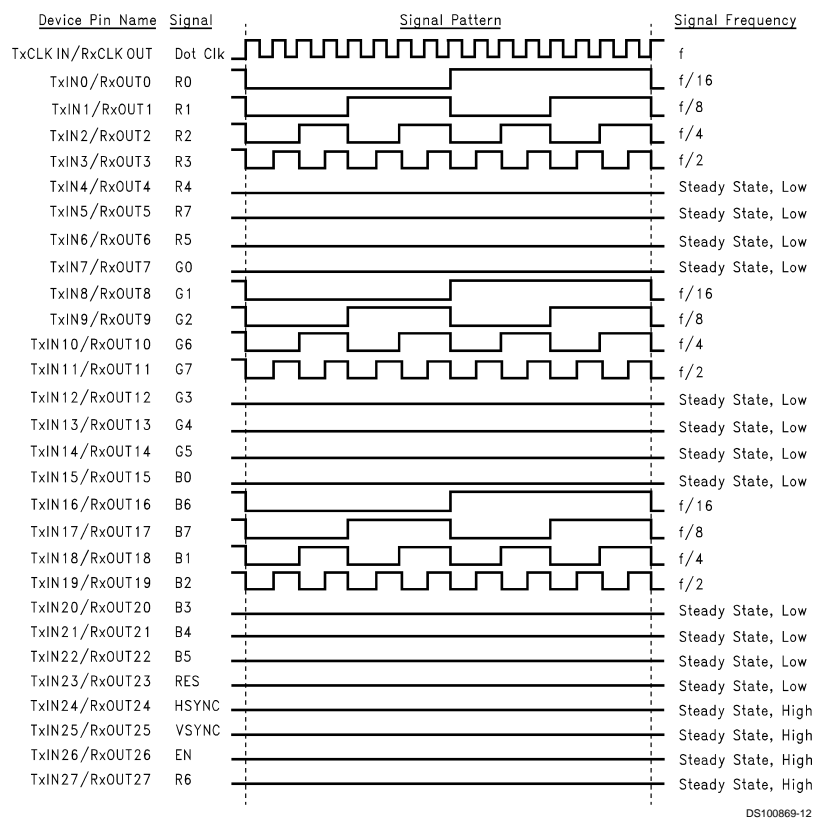 Device Pin Name Signal Signal Pattern Signal Frequency
TxCLK IN/RxCLK OUT Dot Clk f
TxIN0/RxOUT0 R0 f/16
TxIN1/RxOUT1 R1 f/8
TxIN2/RxOUT2 R2 f/4
TxIN3/RxOUT3 R3 f/2
TxIN4/RxOUT4 R4 Steady State, Low
TxIN5/RxOUT5 R7 Steady State, Low
TxIN6/RxOUT6 R5 Steady State, Low
TxIN7/RxOUT7 G0 Steady State, Low
TxIN8/RxOUT8 G1 f/16
TxIN9/RxOUT9 G2 f/8
TxIN10/RxOUT10 G6 f/4
TxIN11/RxOUT11 G7 f/2
TxIN12/RxOUT12 G3 Steady State, Low
TxIN13/RxOUT13 G4 Steady State, Low
TxIN14/RxOUT14 G5 Steady State, Low
TxIN15/RxOUT15 B0 Steady State, Low
TxIN16/RxOUT16 B6 f/16
TxIN17/RxOUT17 B7 f/8
TxIN18/RxOUT18 B1 f/4
TxIN19/RxOUT19 B2 f/2
TxIN20/RxOUT20 B3 Steady State, Low
TxIN21/RxOUT21 B4 Steady State, Low
TxIN22/RxOUT22 B5 Steady State, Low
TxIN23/RxOUT23 RES Steady State, Low
TxIN24/RxOUT24 HSYNC Steady State, High
TxIN25/RxOUT25 VSYNC Steady State, High
TxIN26/RxOUT26 EN Steady State, High
TxIN27/RxOUT27 R6 Steady State, High
DS100869-12